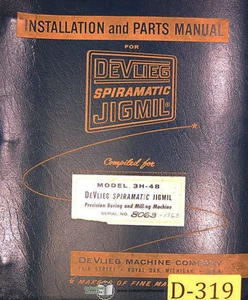 INSTALLATION and PARTS MANUAL
FOR
DEVLIEG
SPIRAMATIC
JIGMIL®
Compiled for
MODEL 3H-48
DEVLIEG SPIRAMATIC JIGMIL
Precision Boring and Milling Machine
SERIAL NO. 8063
DEVLIEG MACHINE COMPANY
STREET • ROYAL OAK, MICHIGAN
MAKERS OF FINE
D-319